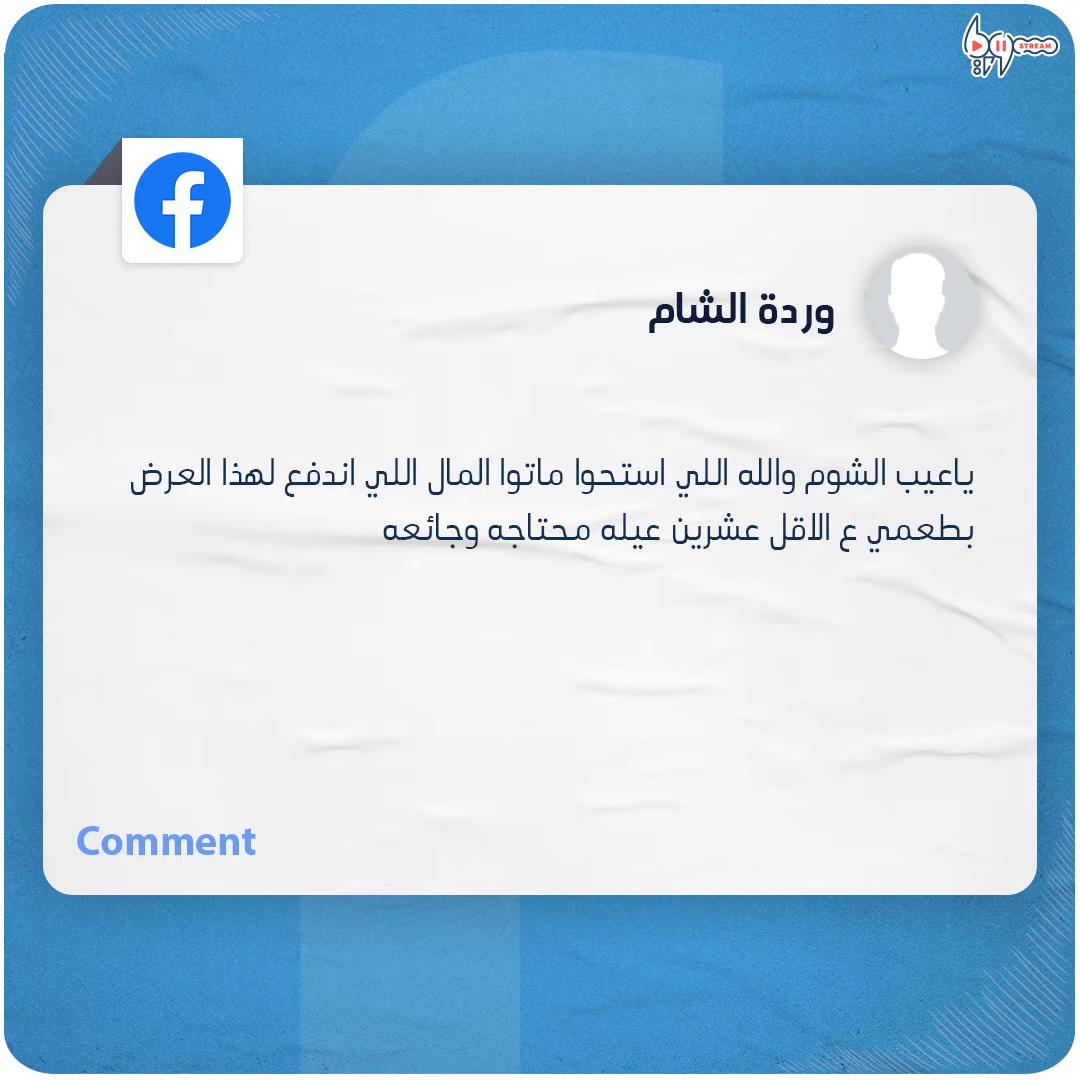 STREAM
وردة الشام
ياعيب الشوم والله اللي استحوا ماتوا المال اللي اندفع لهذا العرض
بطعمي ع الاقل عشرين عيله محتاجه وجائعه
Comment